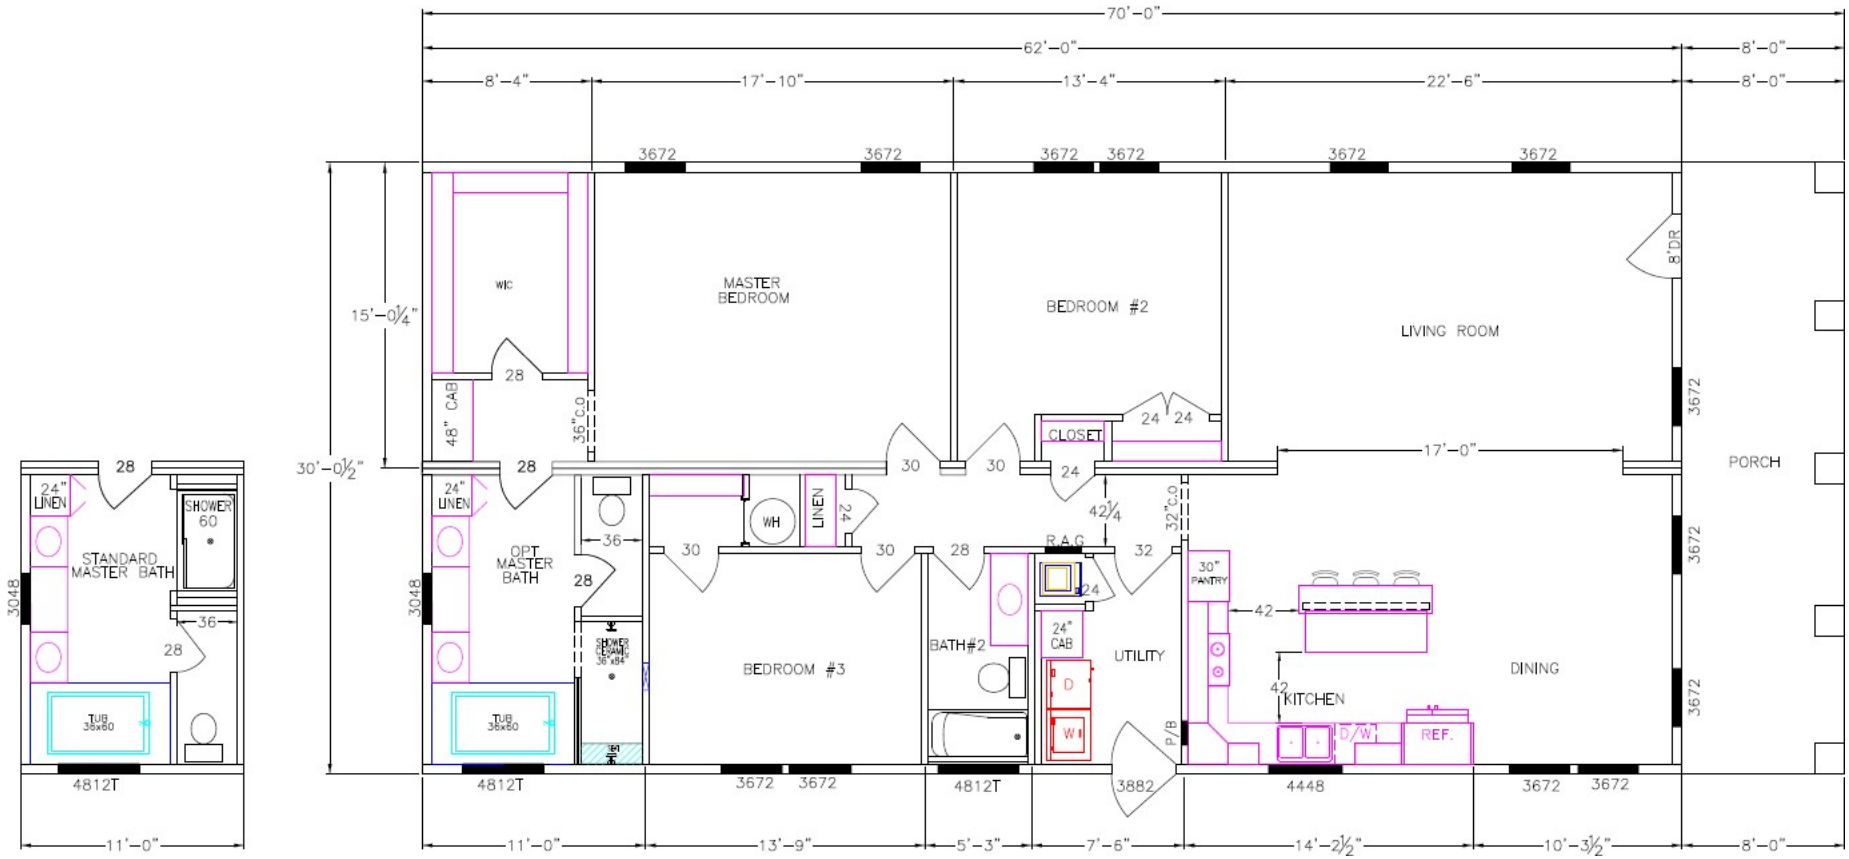 70'-0"
62'-0"
8'-0"
8'-4"
17'-10"
13'-4"
22'-6"
8'-0"
3672
3672
3672
3672
3672
3672
WIC
MASTER
BEDROOM
BEDROOM #2
LIVING ROOM
8'DR
15'-0¼"
28
48" CAB
36"c.o
24
24
CLOSET
3672
30'-0½"
28
28
30
30
24
17'-0"
PORCH
24"
LINEN
SHOWER
60
24"
LINEN
36
WH
LINEN
24
42¼
32"c.o
3672
STANDARD
MASTER BATH
OPT
MASTER
BATH
28
30
30
28
R.A.G
32
30"
PANTRY
24
3048
3048
36
28
42
SHOWER
CERAMIC
36"x84"
24"
CAB
BATH#2
UTILITY
BEDROOM #3
DINING
D
42
KITCHEN
3672
TUB
36x60
TUB
36x60
W
P/B
D/W
REF.
4812T
4812T
3672
3672
4812T
3882
4448
3672
3672
11'-0"
11'-0"
13'-9"
5'-3"
7'-6"
14'-2½"
10'-3½"
8'-0"